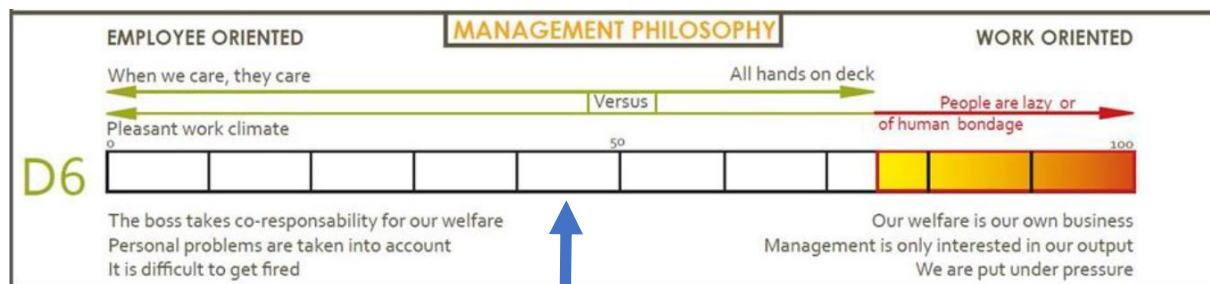 MANAGEMENT PHILOSOPHY
EMPLOYEE ORIENTED
WORK ORIENTED
When we care, they care
All hands on deck
Versus
People are lazy or
of human bondage
Pleasant work climate
0
50
100
D6
The boss takes co-responsability for our welfare
Personal problems are taken into account
It is difficult to get fired
Our welfare is our own business
Management is only interested in our output
We are put under pressure